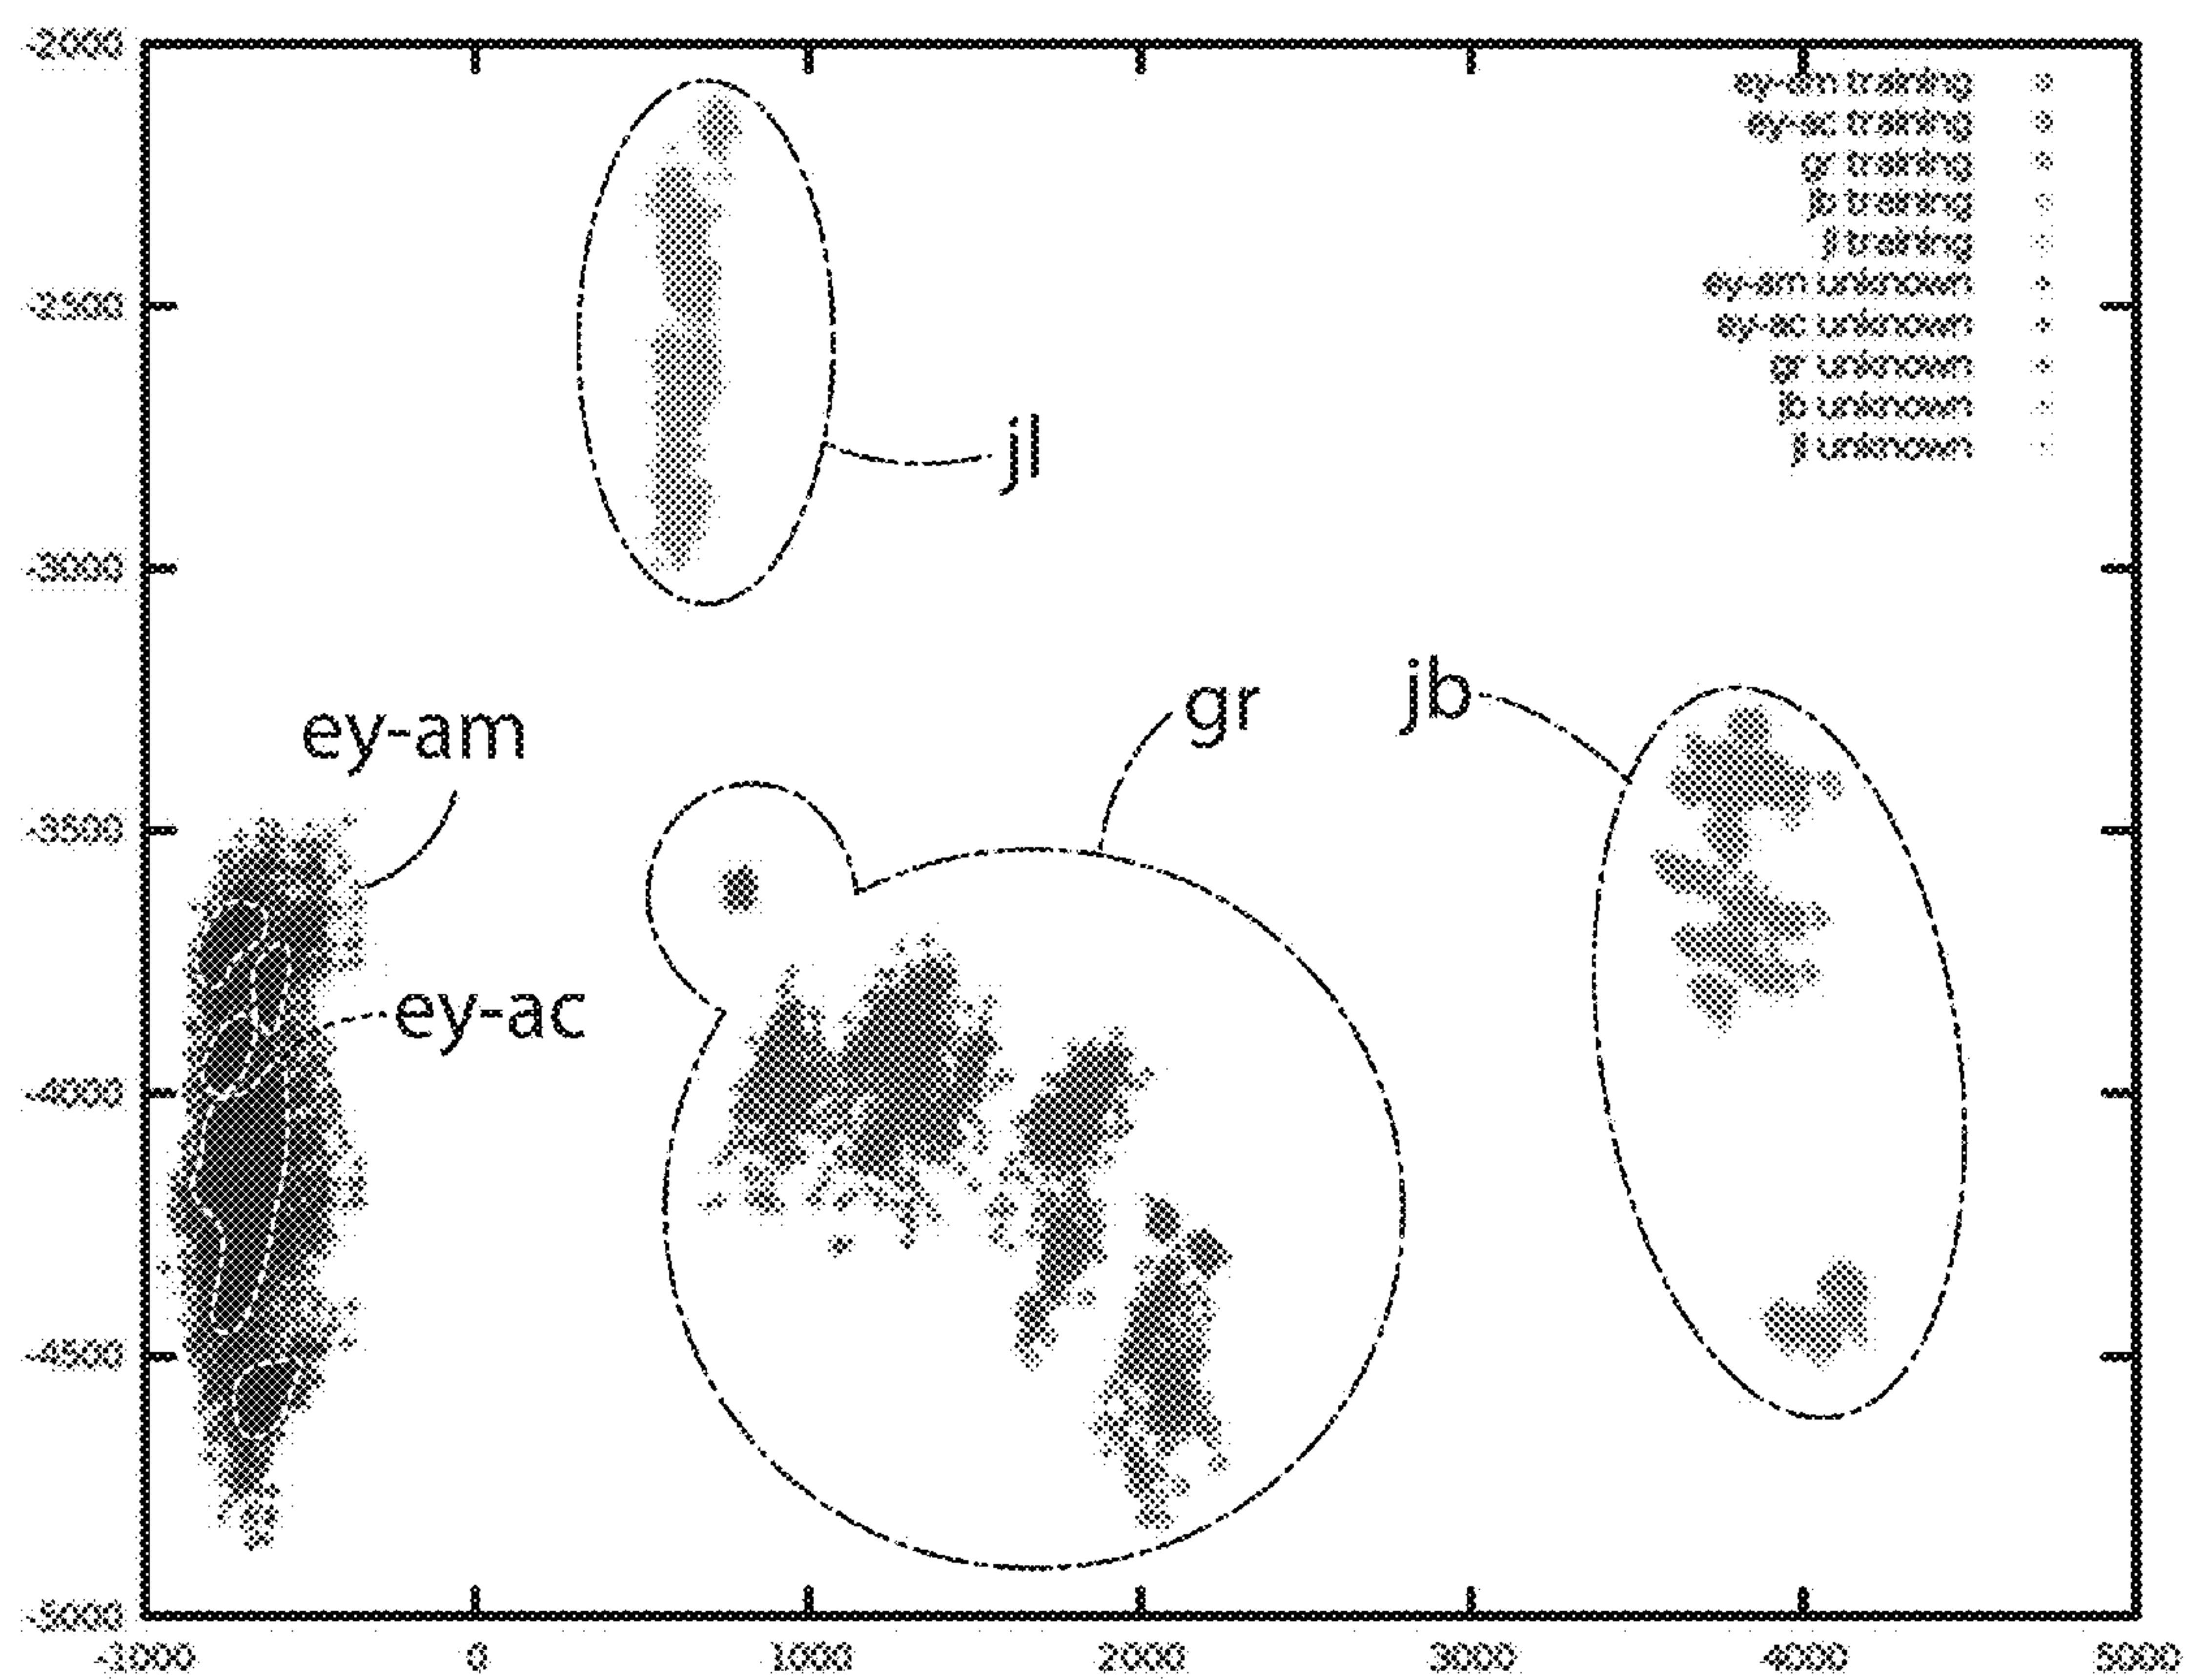 -2000
-2500
-3000
-3500
-4000
-4500
-5000
-1000
0
1000
2000
3000
4000
5000
ey-am training
ey-ac training
gr training
jb training
jl training
ey-am unknown
ey-ac unknown
gr unknown
jb unknown
jl unknown
jl
gr
jb
ey-am
ey-ac